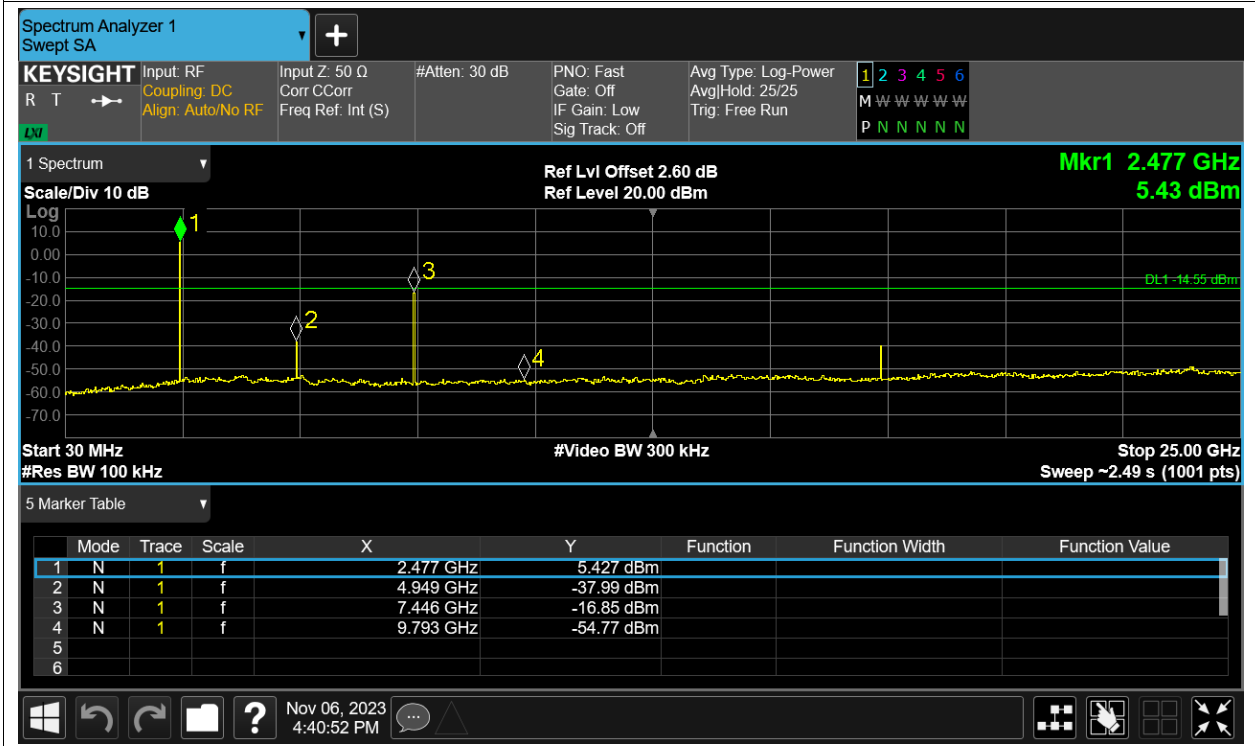 Spectrum Analyzer 1
Swept SA
+
KEYSIGHT
R T
LXI
Input: RF
Coupling: DC
Align: Auto/No RF
Input Z: 50 Ω
Corr CCorr
Freq Ref: Int (S)
#Atten: 30 dB
PNO: Fast
Gate: Off
IF Gain: Low
Sig Track: Off
Avg Type: Log-Power
Avg|Hold: 25/25
Trig: Free Run
1 2 3 4 5 6
M W W W W W
P N N N N N
1 Spectrum
Scale/Div 10 dB
Ref Lvl Offset 2.60 dB
Ref Level 20.00 dBm
Mkr1 2.477 GHz
5.43 dBm
Log
10.0
0.00
-10.0
-20.0
-30.0
-40.0
-50.0
-60.0
-70.0
1
2
3
4
DL1 -14.55 dBm
Start 30 MHz
#Res BW 100 kHz
#Video BW 300 kHz
Stop 25.00 GHz
Sweep ~2.49 s (1001 pts)
5 Marker Table
Mode Trace Scale X Y Function Function Width Function Value
1 N 1 f 2.477 GHz 5.427 dBm
2 N 1 f 4.949 GHz -37.99 dBm
3 N 1 f 7.446 GHz -16.85 dBm
4 N 1 f 9.793 GHz -54.77 dBm
5
6
?
Nov 06, 2023
4:40:52 PM